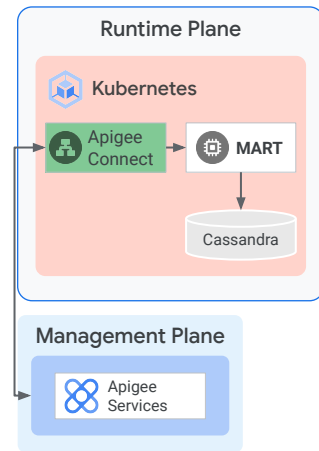 Runtime Plane
Kubernetes
Apigee
Connect
MART
Cassandra
Management Plane
Apigee
Services